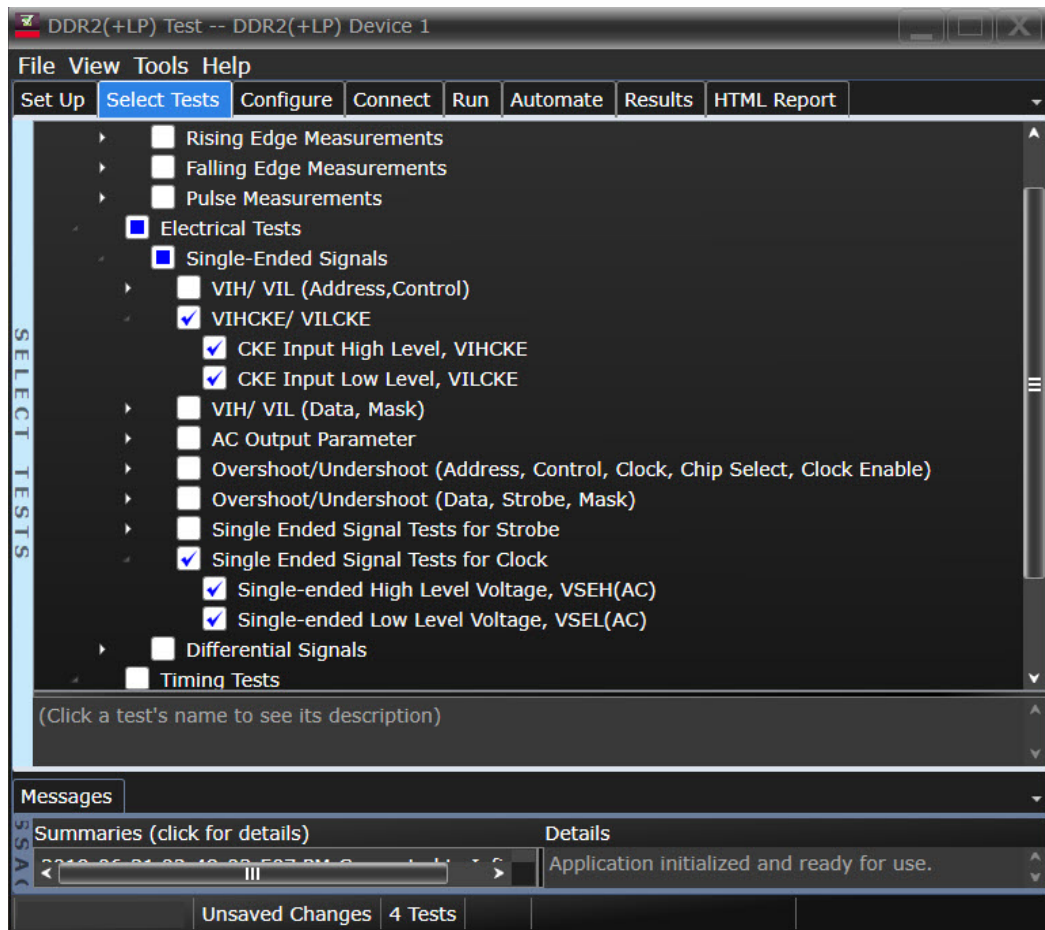 DDR2(+LP) Test -- DDR2(+LP) Device 1
File View Tools Help
Set Up Select Tests Configure Connect Run Automate Results HTML Report
SELECT TESTS
Rising Edge Measurements
Falling Edge Measurements
Pulse Measurements
Electrical Tests
Single-Ended Signals
VIH/ VIL (Address,Control)
VIHCKE/ VILCKE
CKE Input High Level, VIHCKE
CKE Input Low Level, VILCKE
VIH/ VIL (Data, Mask)
AC Output Parameter
Overshoot/Undershoot (Address, Control, Clock, Chip Select, Clock Enable)
Overshoot/Undershoot (Data, Strobe, Mask)
Single Ended Signal Tests for Strobe
Single Ended Signal Tests for Clock
Single-ended High Level Voltage, VSEH(AC)
Single-ended Low Level Voltage, VSEL(AC)
Differential Signals
Timing Tests
(Click a test's name to see its description)
Messages
Summaries (click for details) Details
Application initialized and ready for use.
Unsaved Changes 4 Tests